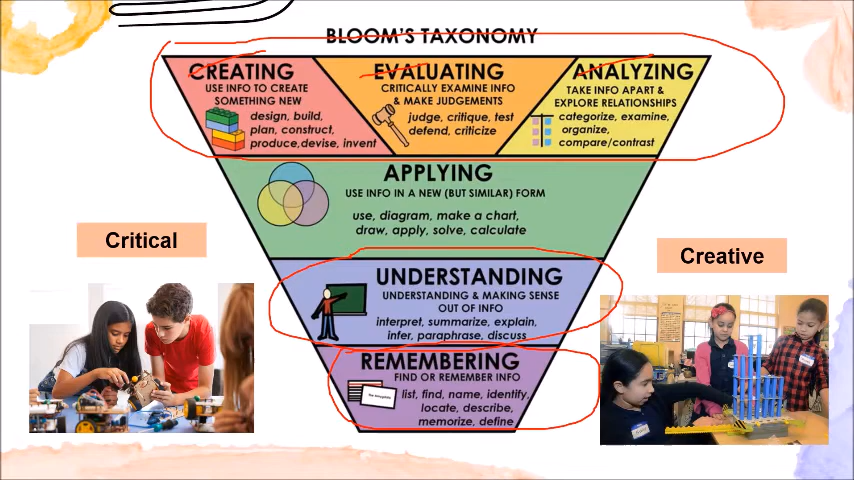 BLOOM'S TAXONOMY
CREATING
USE INFO TO CREATE
SOMETHING NEW
design, build,
plan, construct,
produce,devise, invent
EVALUATING
CRITICALLY EXAMINE INFO
& MAKE JUDGEMENTS
judge, critique, test
defend, criticize
ANALYZING
TAKE INFO APART &
EXPLORE RELATIONSHIPS
categorize, examine,
organize,
compare/contrast
APPLYING
USE INFO IN A NEW (BUT SIMILAR) FORM
use, diagram, make a chart,
draw, apply, solve, calculate
Critical
Creative
UNDERSTANDING
UNDERSTANDING & MAKING SENSE
OUT OF INFO
interpret, summarize, explain,
infer, paraphrase, discuss
REMEMBERING
FIND OR REMEMBER INFO
list, find, name, identify,
locate, describe,
memorize, define